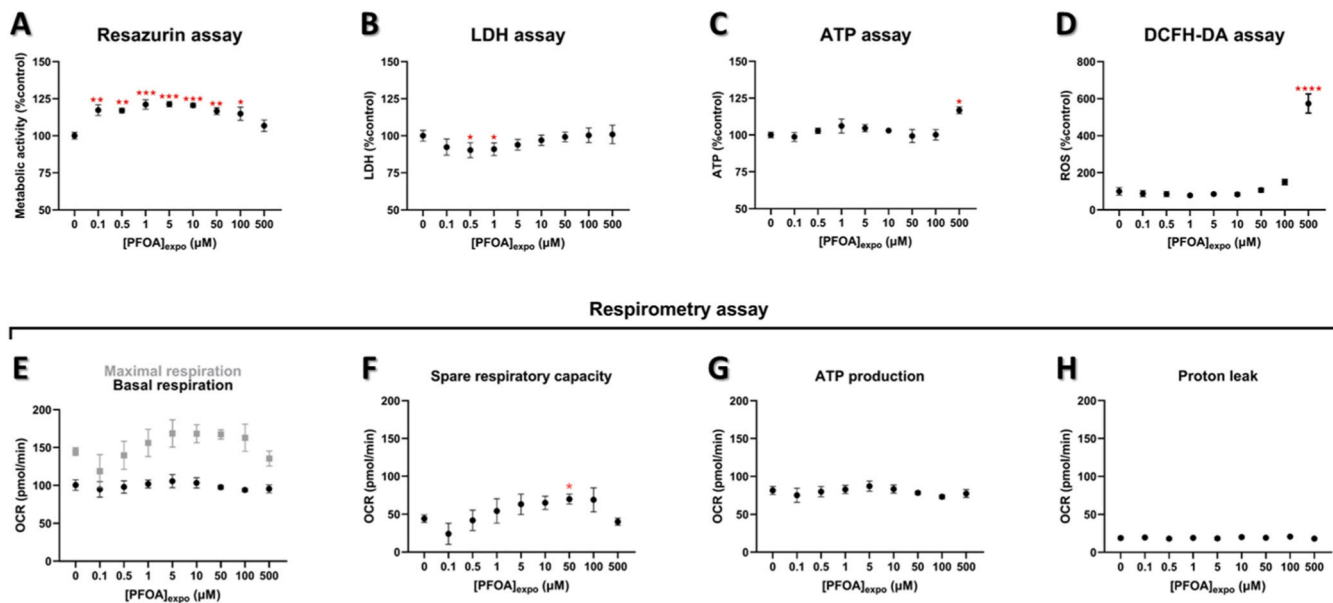 A
Resazurin assay
Metabolic activity (%control)
150
125
100
75
50
** ** *** *** *** ** *
0 0.1 0.5 1 5 10 50 100 500
[PFOA]expo (µM)
B
LDH assay
LDH (%control)
150
125
100
75
50
* *
0 0.1 0.5 1 5 10 50 100 500
[PFOA]expo (µM)
C
ATP assay
ATP (%control)
150
125
100
75
50
*
0 0.1 0.5 1 5 10 50 100 500
[PFOA]expo (µM)
D
DCFH-DA assay
ROS (%control)
800
600
400
200
0
****
0 0.1 0.5 1 5 10 50 100 500
[PFOA]expo (µM)
Respirometry assay
E
Maximal respiration
Basal respiration
OCR (pmol/min)
200
150
100
50
0
0 0.1 0.5 1 5 10 50 100 500
[PFOA]expo (µM)
F
Spare respiratory capacity
OCR (pmol/min)
200
150
100
50
0
*
0 0.1 0.5 1 5 10 50 100 500
[PFOA]expo (µM)
G
ATP production
OCR (pmol/min)
200
150
100
50
0
0 0.1 0.5 1 5 10 50 100 500
[PFOA]expo (µM)
H
Proton leak
OCR (pmol/min)
200
150
100
50
0
0 0.1 0.5 1 5 10 50 100 500
[PFOA]expo (µM)